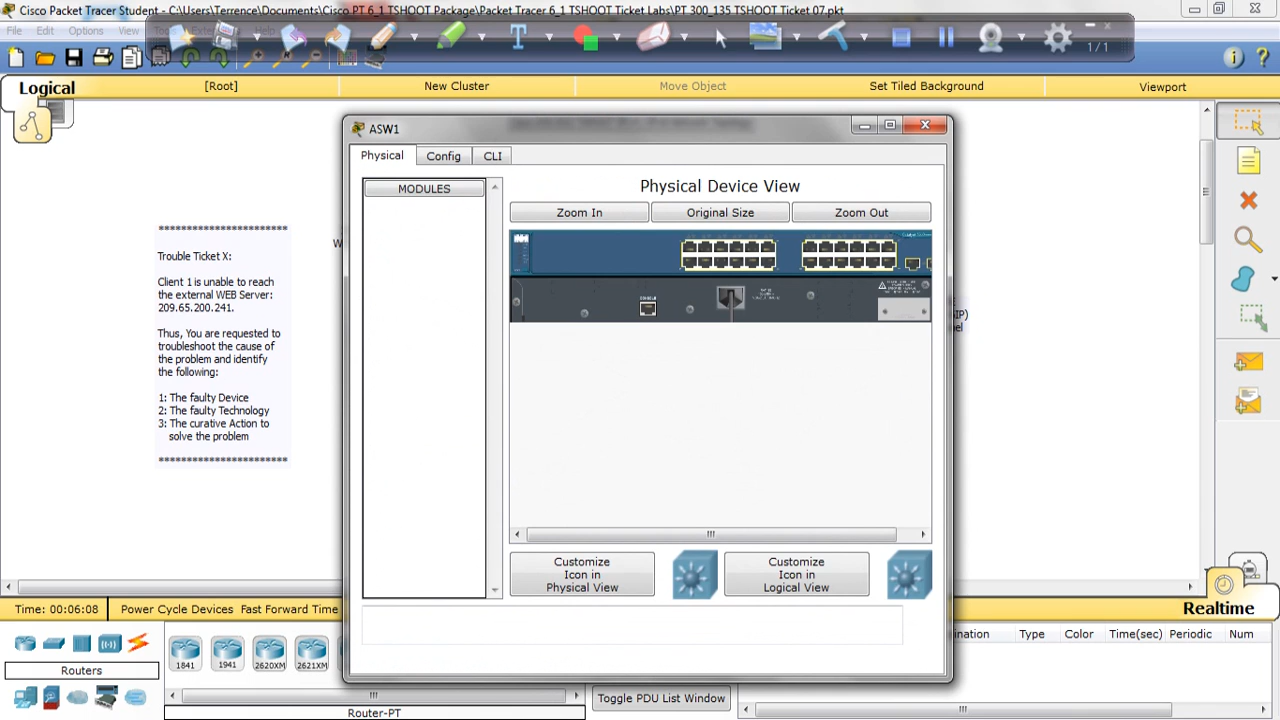 Cisco Packet Tracer Student - C:\Users\Terrence\Documents\Cisco PT 6_1 TSHOOT Package\Packet Tracer 6_1 TSHOOT Ticket Labs\PT 300_135 TSHOOT Ticket 07.pkt
File Edit Options View
1/1
Logical
[Root]
New Cluster
Move Object
Set Tiled Background
Viewport
ASW1
Physical
Config
CLI
MODULES
Physical Device View
Zoom In
Original Size
Zoom Out
************************
Trouble Ticket X:
Client 1 is unable to reach
the external WEB Server:
209.65.200.241.
Thus, You are requested to
troubleshoot the cause of
the problem and identify
the following:
1: The faulty Device
2: The faulty Technology
3: The curative Action to
solve the problem
************************
Customize
Icon in
Physical View
Customize
Icon in
Logical View
Time: 00:06:08
Power Cycle Devices
Fast Forward Time
Realtime
Routers
1841
1941
2620XM
2621XM
Router-PT
Toggle PDU List Window
ination
Type
Color
Time(sec)
Periodic
Num